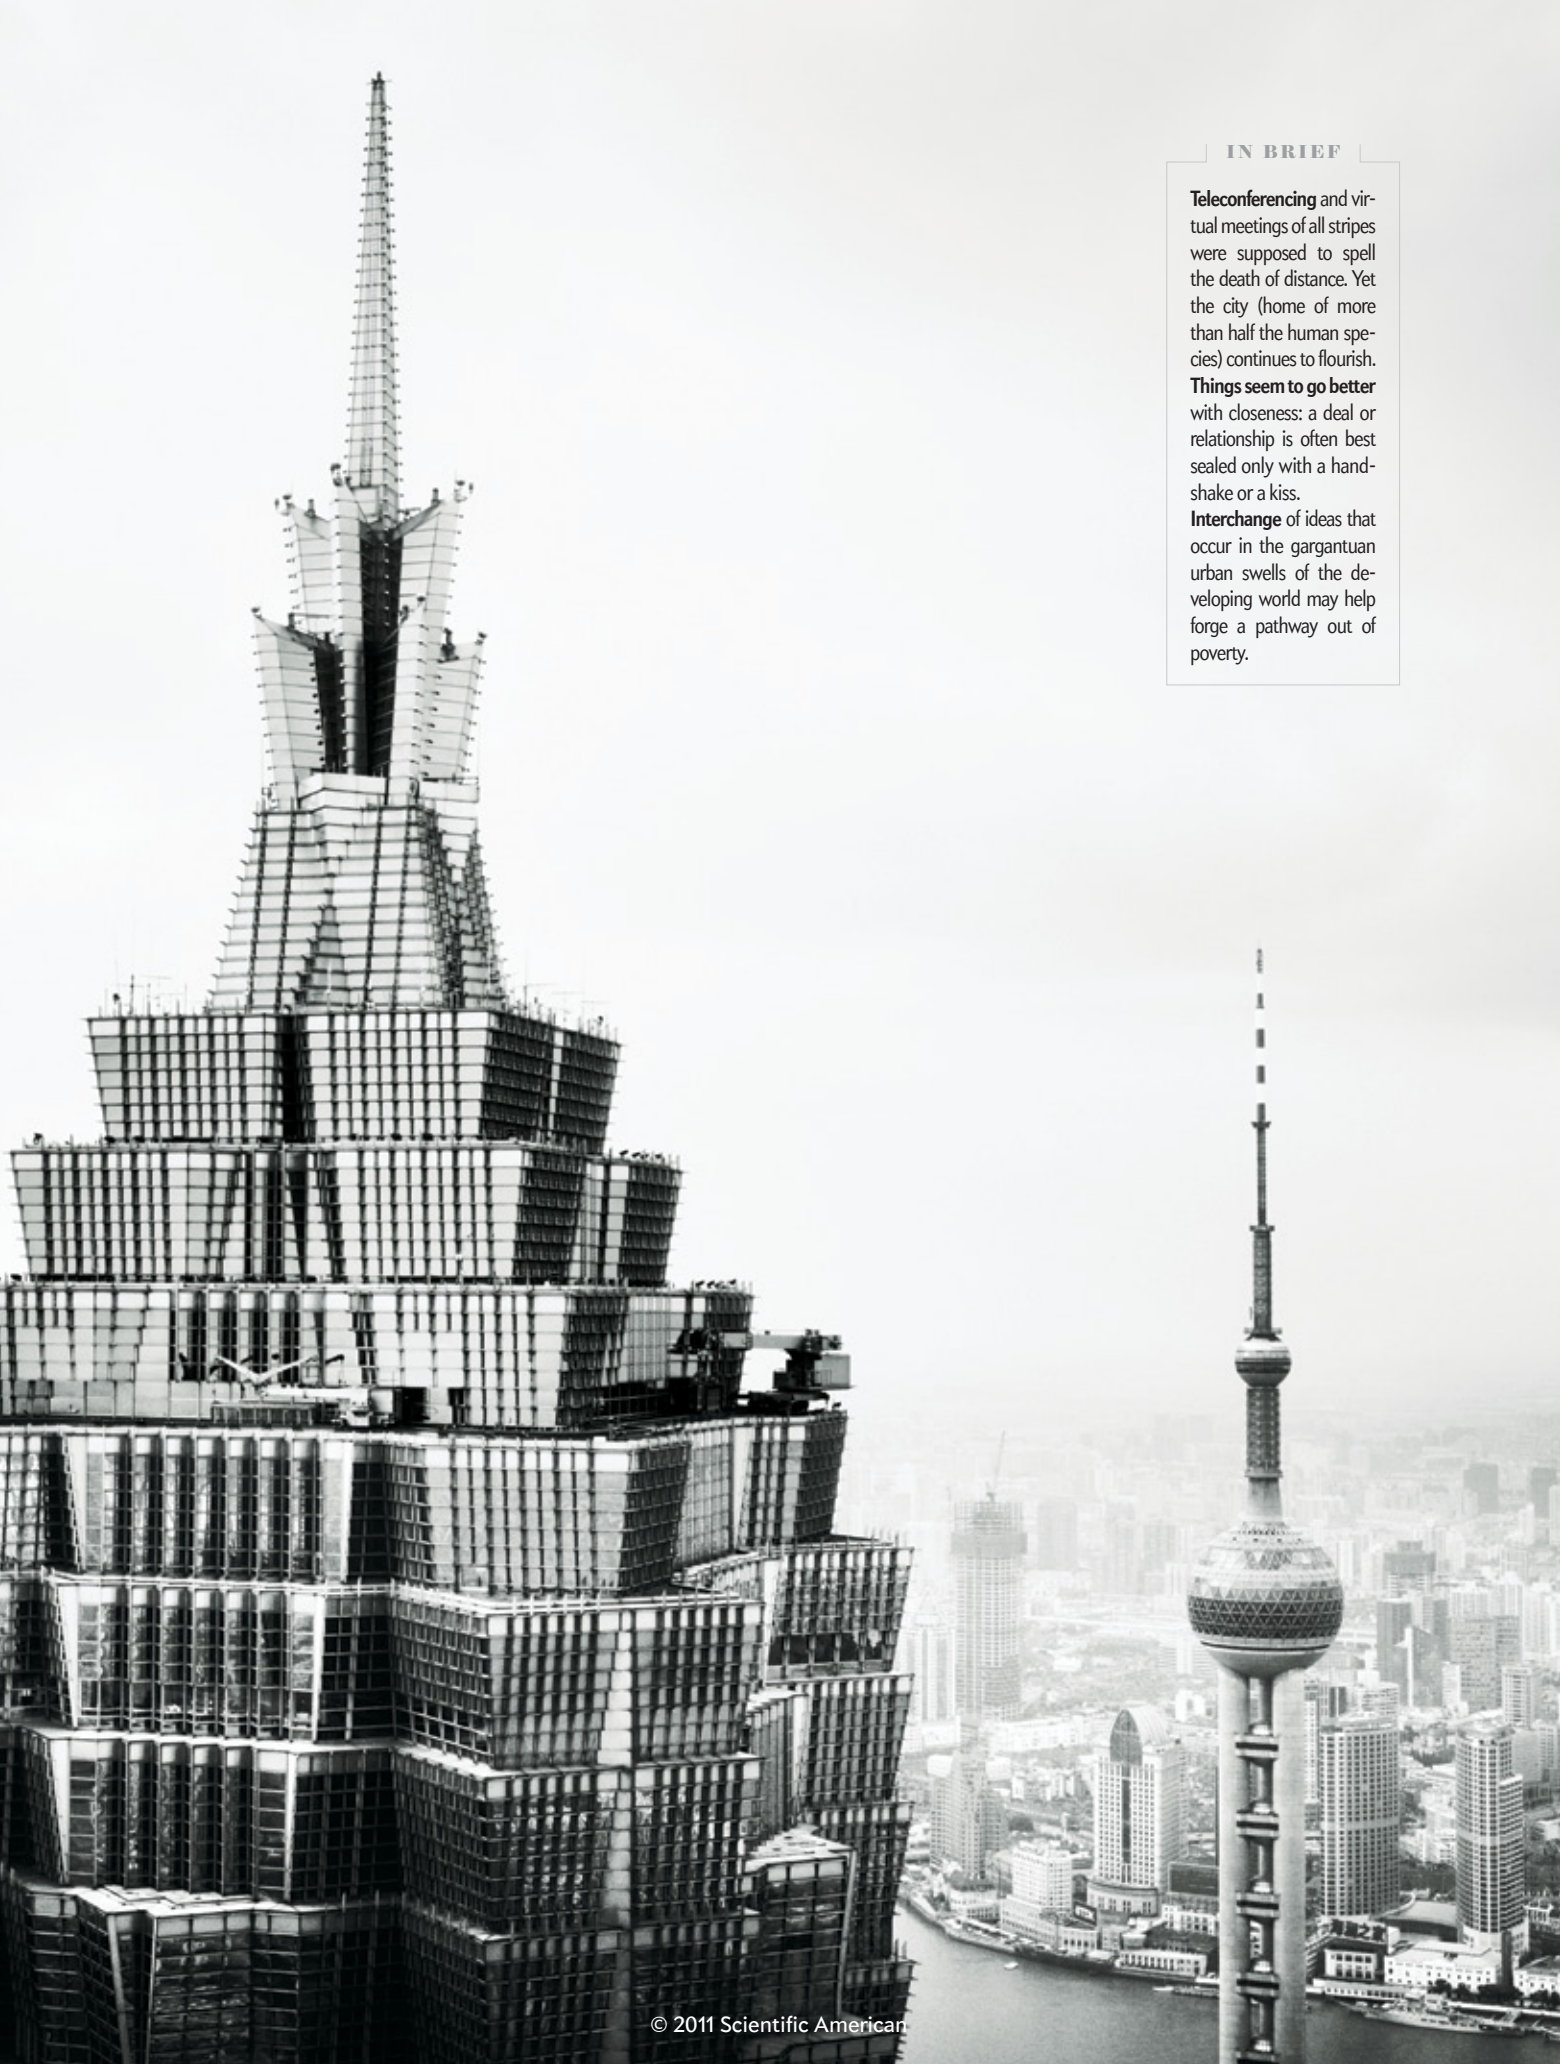 IN BRIEF
Teleconferencing and vir-
tual meetings of all stripes
were supposed to spell
the death of distance. Yet
the city (home of more
than half the human spe-
cies) continues to flourish.
Things seem to go better
with closeness: a deal or
relationship is often best
sealed only with a hand-
shake or a kiss.
Interchange of ideas that
occur in the gargantuan
urban swells of the de-
veloping world may help
forge a pathway out of
poverty.
© 2011 Scientific American